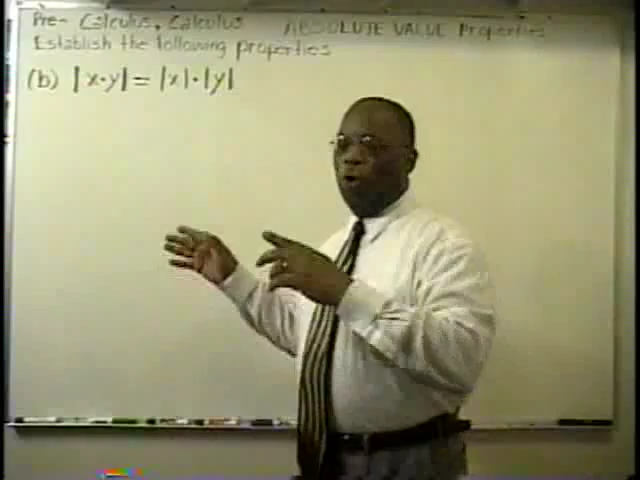 Pre- Calculus, Calculus ABSOLUTE VALUE Properties
Establish the following properties
(b) |x·y| = |x|·|y|